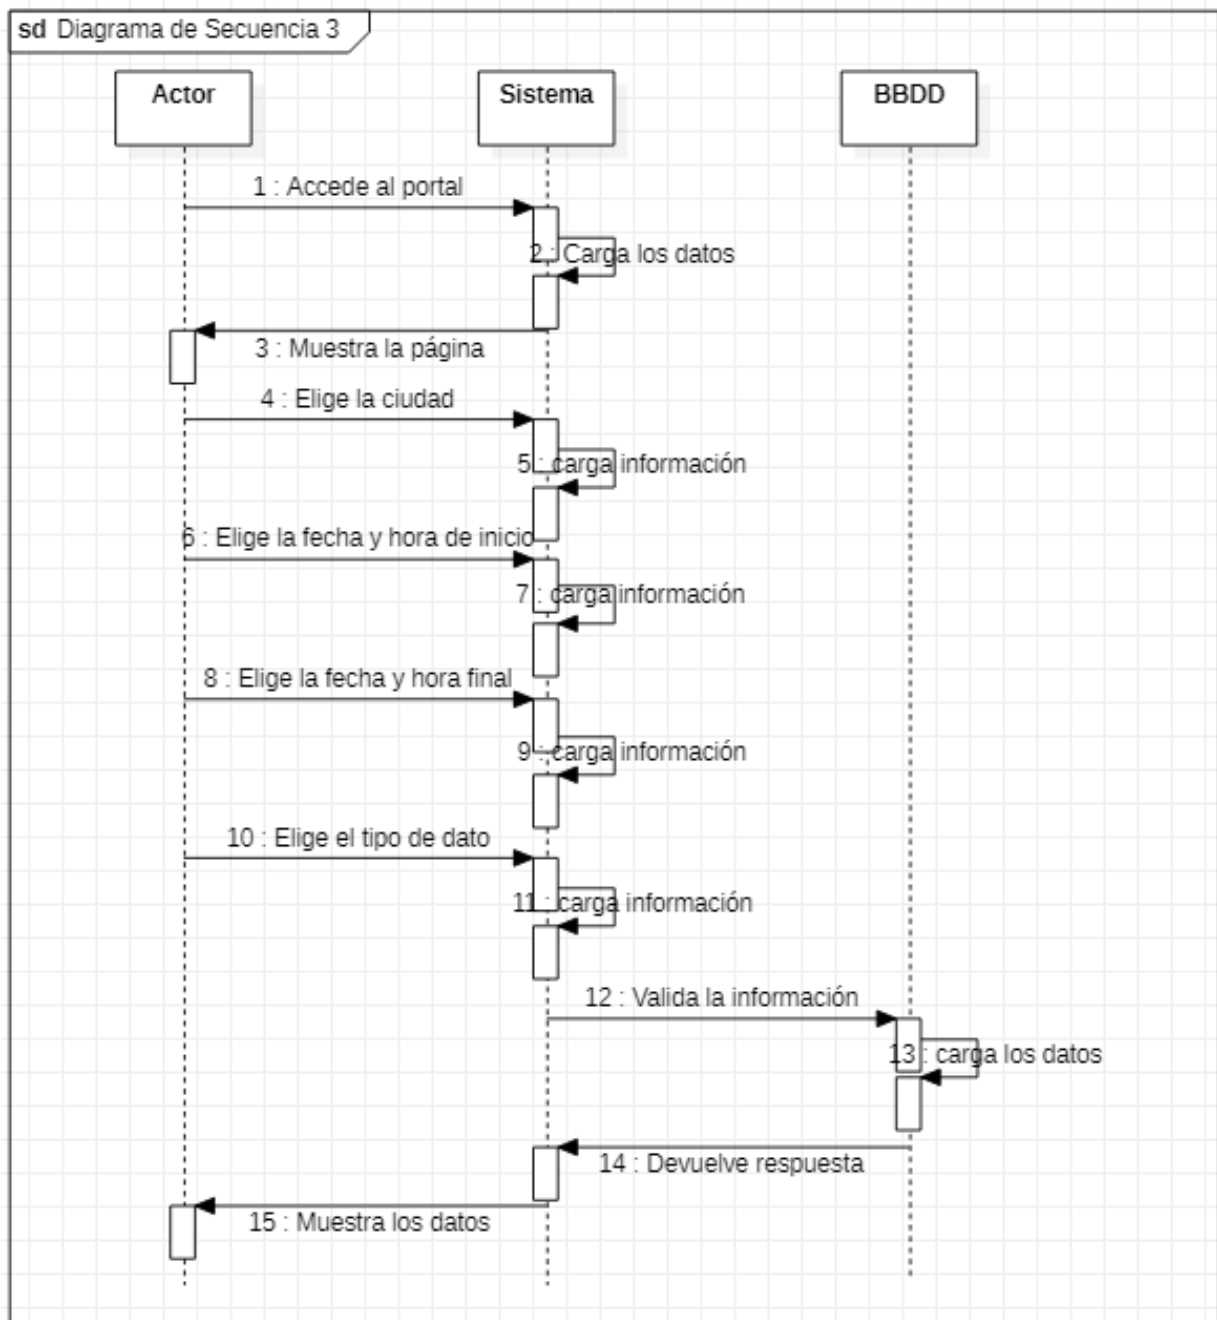 sd Diagrama de Secuencia 3
Actor
Sistema
BBDD
1 : Accede al portal
2 : Carga los datos
3 : Muestra la página
4 : Elige la ciudad
5 : carga información
6 : Elige la fecha y hora de inicio
7 : carga información
8 : Elige la fecha y hora final
9 : carga información
10 : Elige el tipo de dato
11 : carga información
12 : Valida la información
13 : carga los datos
14 : Devuelve respuesta
15 : Muestra los datos